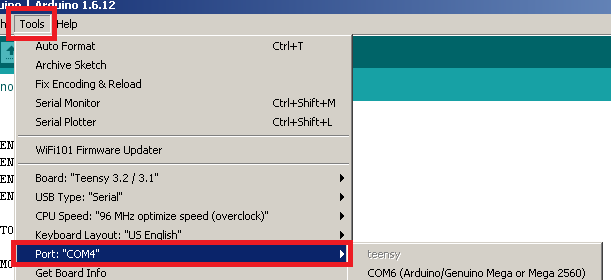 uino | Arduino 1.6.12
h Tools Help
Auto Format Ctrl+T
Archive Sketch
Fix Encoding & Reload
no
Serial Monitor Ctrl+Shift+M
Serial Plotter Ctrl+Shift+L
EN WiFi101 Firmware Updater
EN
EN Board: "Teensy 3.2 / 3.1"
EN USB Type: "Serial"
CPU Speed: "96 MHz optimize speed (overclock)"
TO Keyboard Layout: "US English"
Port: "COM4" teensy
MO Get Board Info COM6 (Arduino/Genuino Mega or Mega 2560)